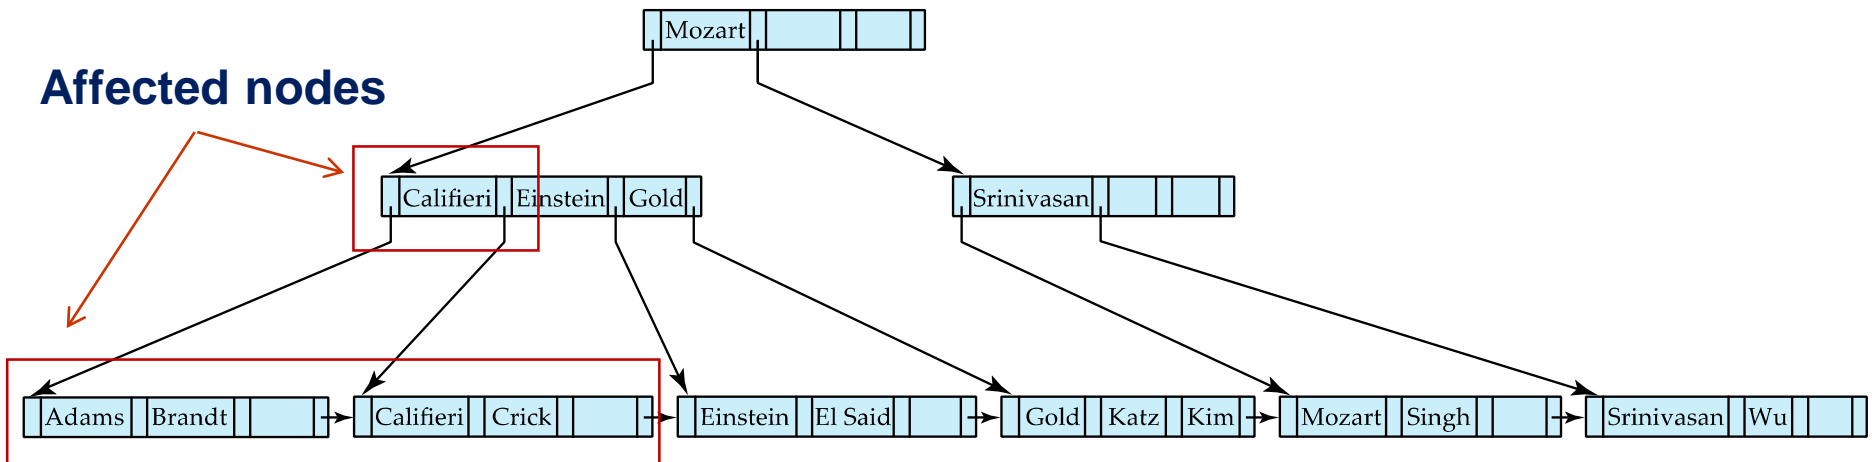 Mozart
Affected nodes
Califieri Einstein Gold
Srinivasan
Adams Brandt
Califieri Crick
Einstein El Said
Gold Katz Kim
Mozart Singh
Srinivasan Wu